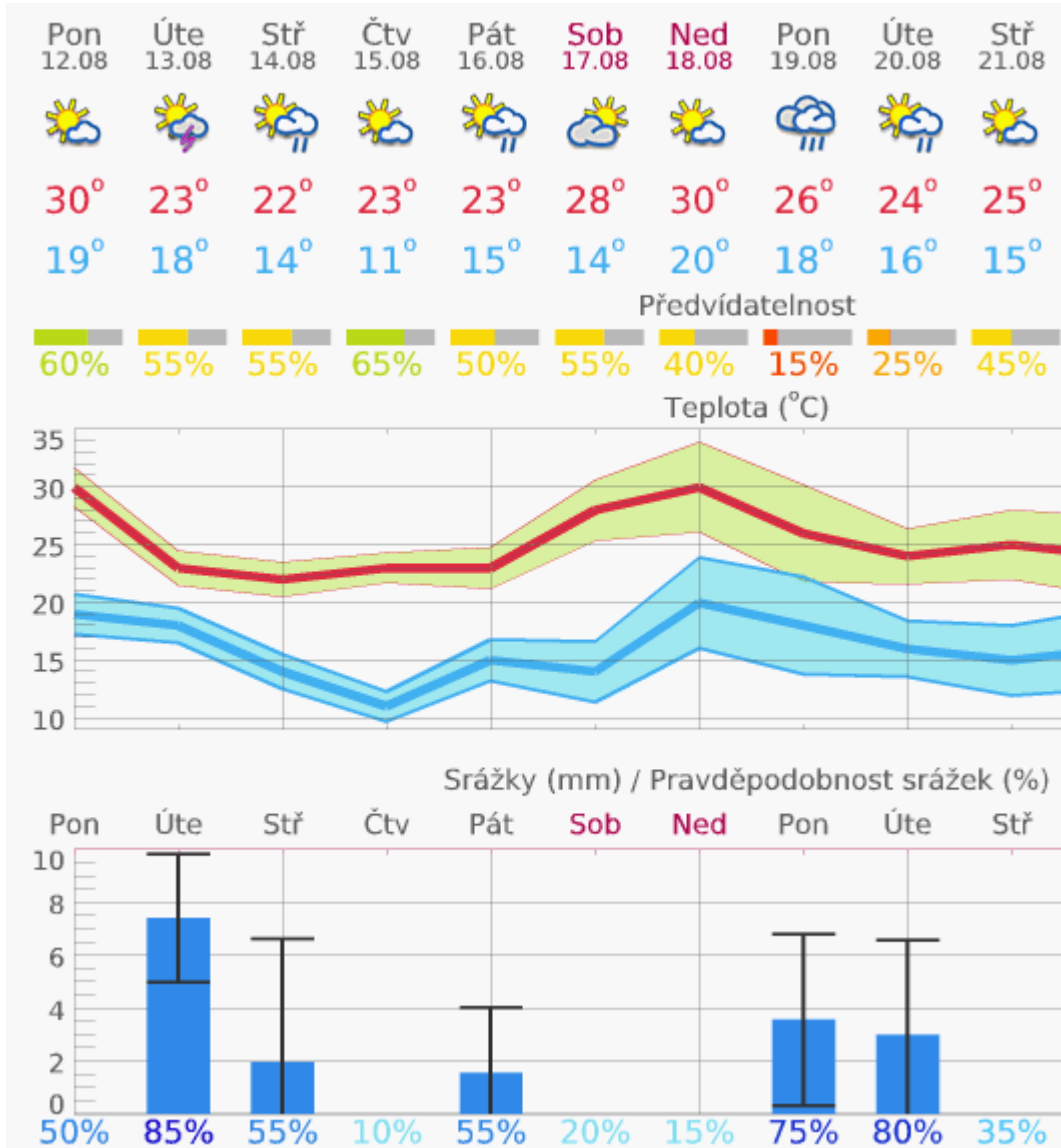 Pon Úte Stř Čtv Pát Sob Ned Pon Úte Stř
12.08 13.08 14.08 15.08 16.08 17.08 18.08 19.08 20.08 21.08
30° 23° 22° 23° 23° 28° 30° 26° 24° 25°
19° 18° 14° 11° 15° 14° 20° 18° 16° 15°
Předvídatelnost
60% 55% 55% 65% 50% 55% 40% 15% 25% 45%
Teplota (°C)
35
30
25
20
15
10
Srážky (mm) / Pravděpodobnost srážek (%)
Pon Úte Stř Čtv Pát Sob Ned Pon Úte Stř
10
8
6
4
2
0
50% 85% 55% 10% 55% 20% 15% 75% 80% 35%